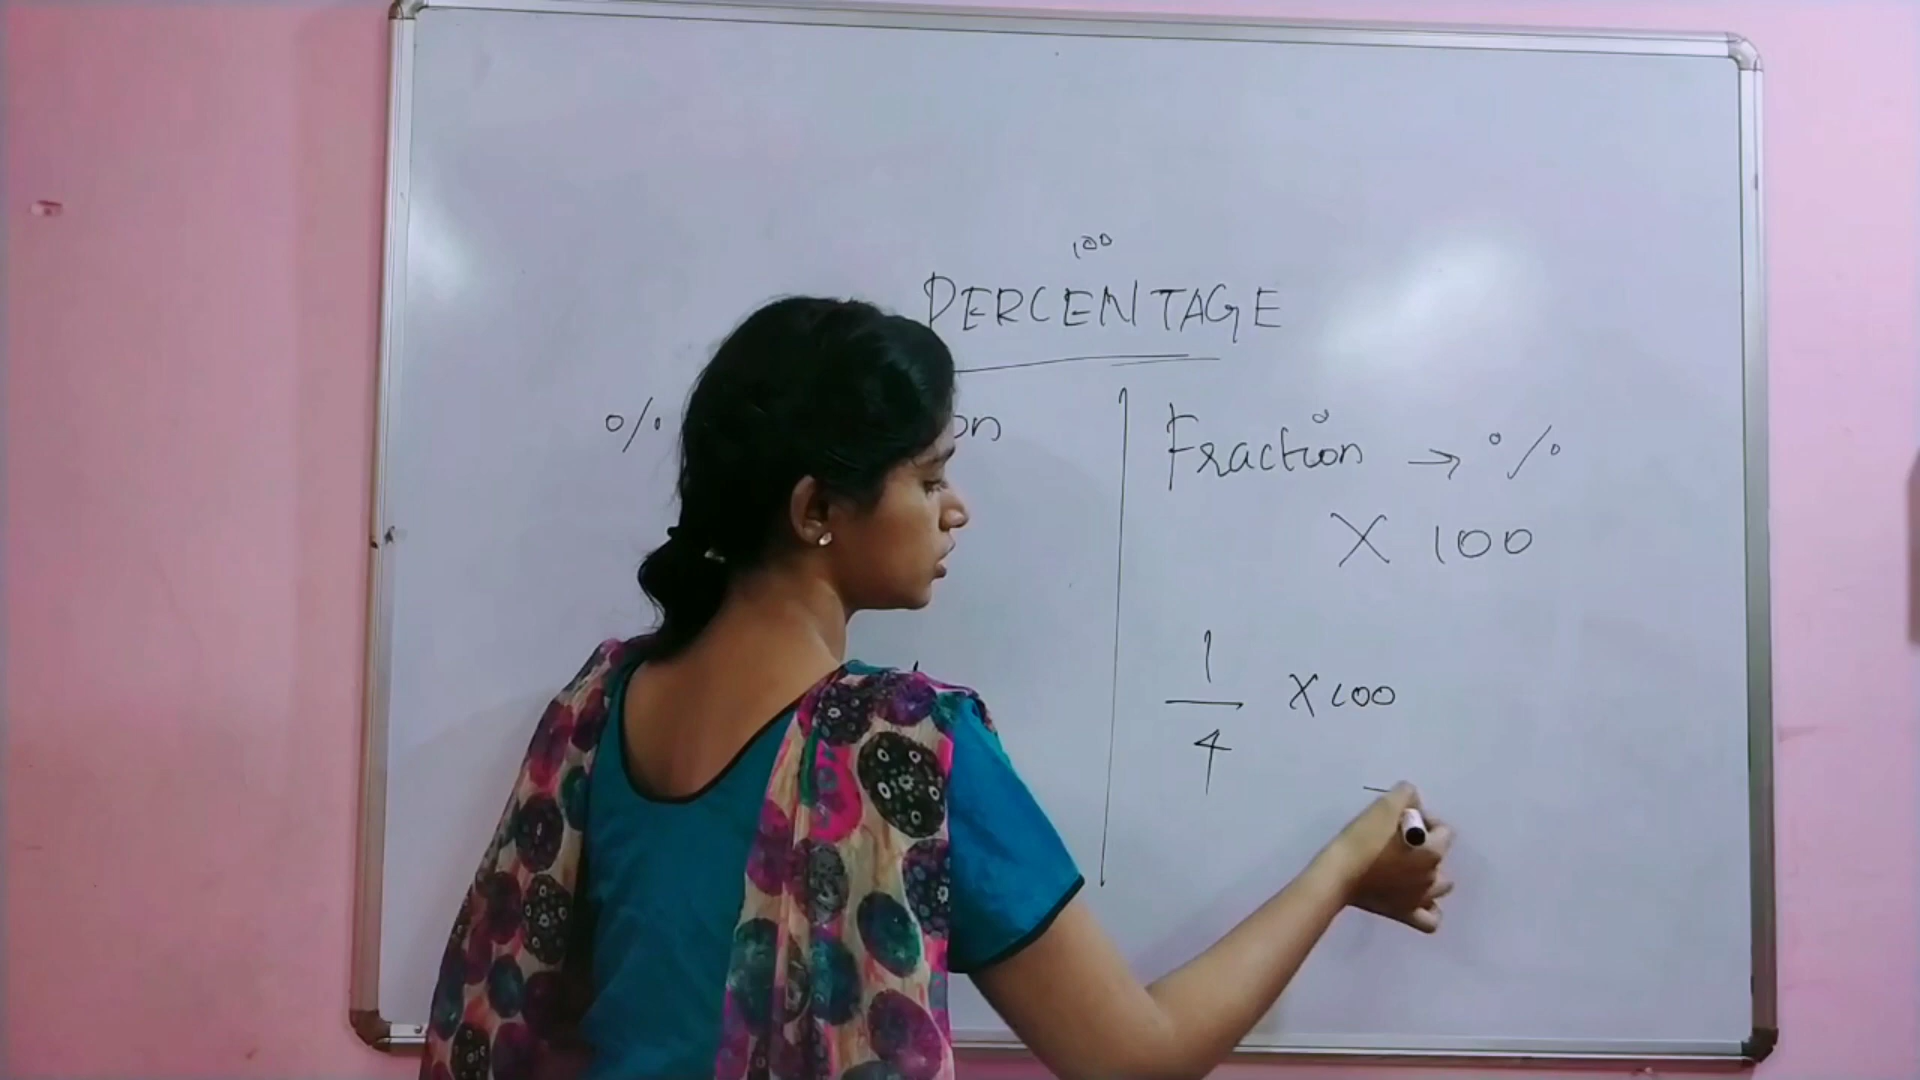 100
PERCENTAGE
%
on
Fraction → %
X 100
1
4
X 100